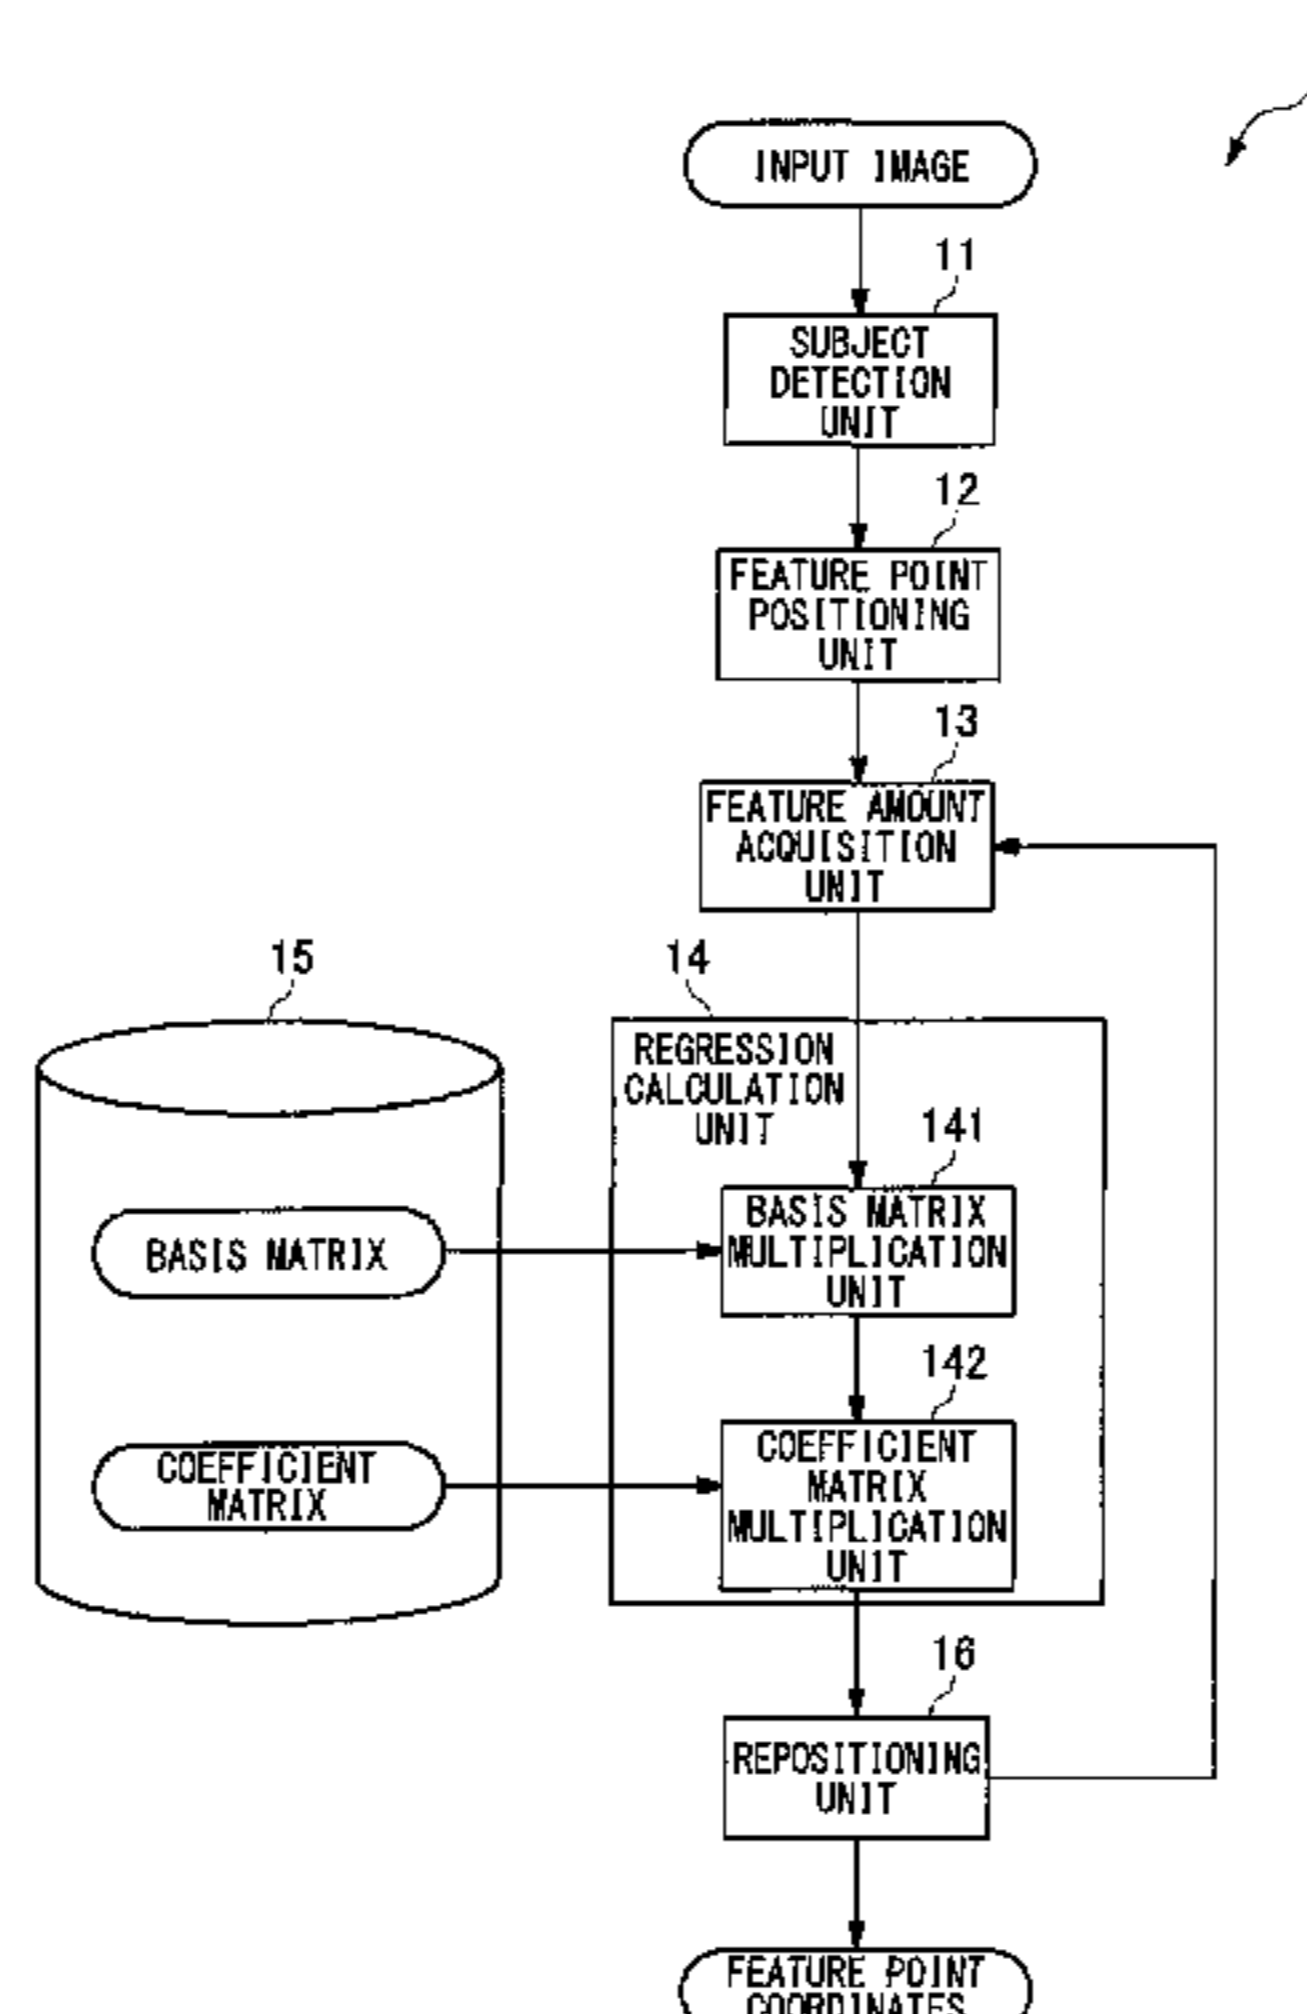 INPUT IMAGE
11
SUBJECT
DETECTION
UNIT
12
FEATURE POINT
POSITIONING
UNIT
13
FEATURE AMOUNT
ACQUISITION
UNIT
15
14
REGRESSION
CALCULATION
UNIT
141
BASIS MATRIX
BASIS MATRIX
MULTIPLICATION
UNIT
142
COEFFICIENT
MATRIX
COEFFICIENT
MATRIX
MULTIPLICATION
UNIT
16
REPOSITIONING
UNIT
FEATURE POINT
COORDINATES